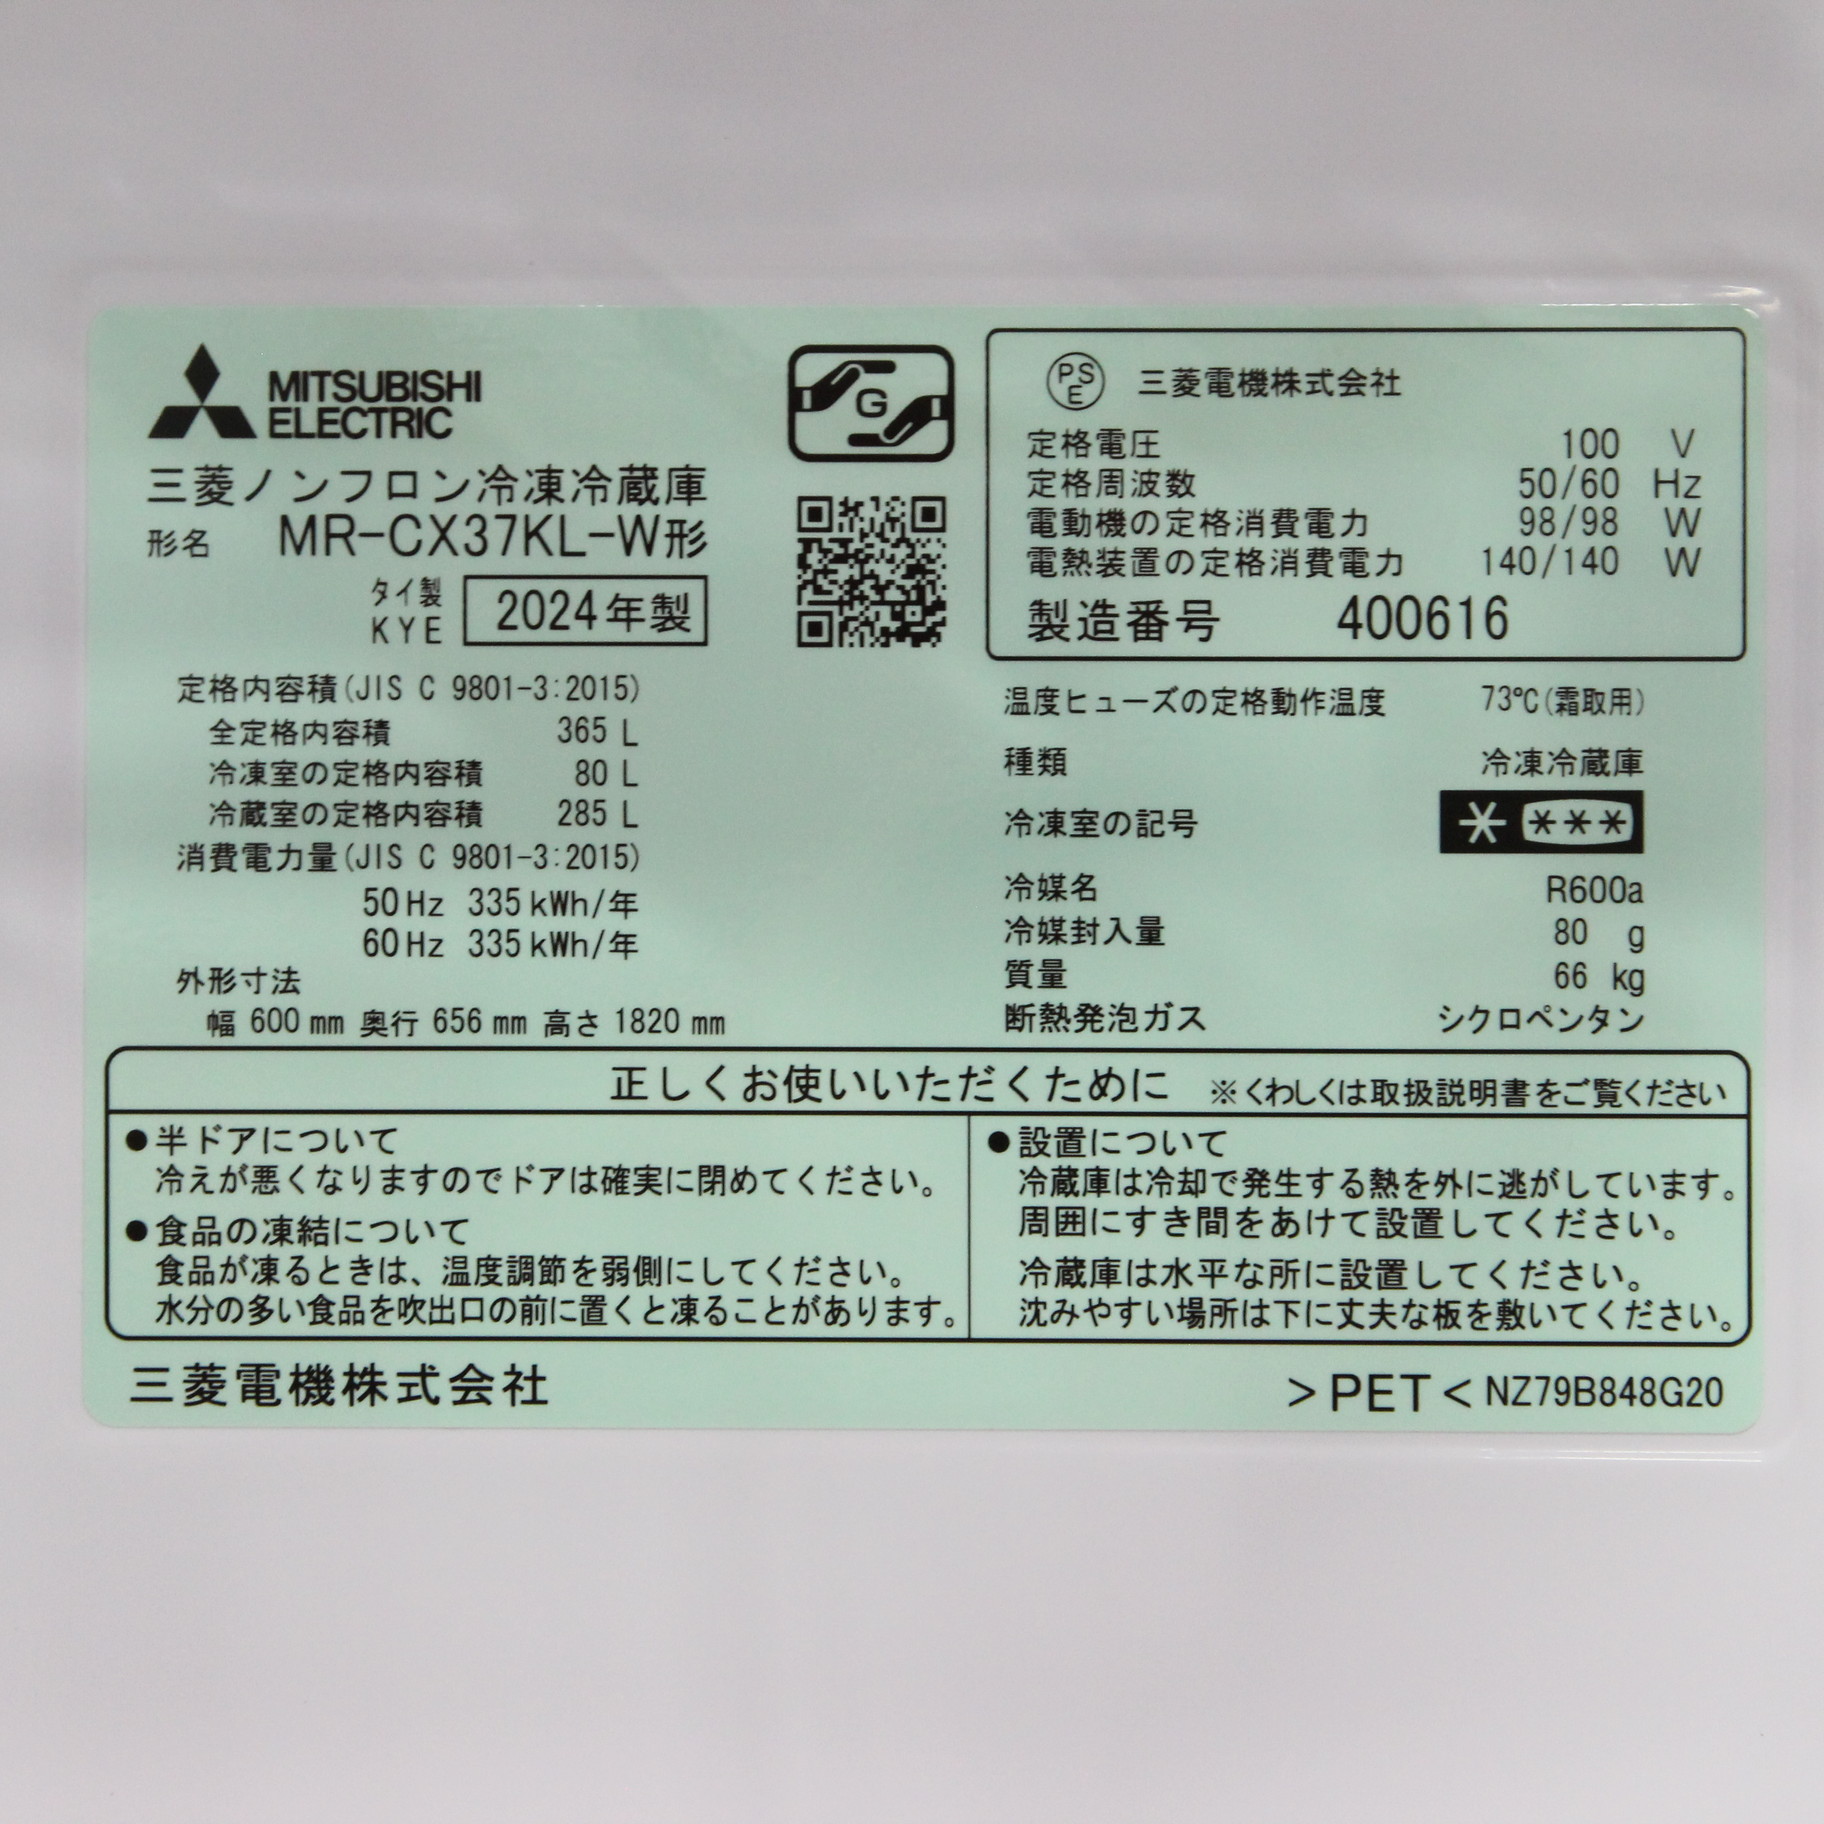 MITSUBISHI
ELECTRIC
三菱ノンフロン冷凍冷蔵庫
形名 MR-CX37KL-W形
タイ製
KYE
2024年製
G
定格内容積(JIS C 9801-3:2015)
全定格内容積 365 L
冷凍室の定格内容積 80 L
冷蔵室の定格内容積 285 L
消費電力量(JIS C 9801-3:2015)
50Hz 335kWh/年
60Hz 335kWh/年
外形寸法
幅 600 mm 奥行 656 mm 高さ 1820 mm
PSE 三菱電機株式会社
定格電圧 100 V
定格周波数 50/60 Hz
電動機の定格消費電力 98/98 W
電熱装置の定格消費電力 140/140 W
製造番号 400616
温度ヒューズの定格動作温度 73℃(霜取用)
種類 冷凍冷蔵庫
冷凍室の記号 * ***
冷媒名 R600a
冷媒封入量 80 g
質量 66 kg
断熱発泡ガス シクロペンタン
正しくお使いいただくために ※くわしくは取扱説明書をご覧ください
●半ドアについて
冷えが悪くなりますのでドアは確実に閉めてください。
●食品の凍結について
食品が凍るときは、温度調節を弱側にしてください。
水分の多い食品を吹出口の前に置くと凍ることがあります。
●設置について
冷蔵庫は冷却で発生する熱を外に逃がしています。
周囲にすき間をあけて設置してください。
冷蔵庫は水平な所に設置してください。
沈みやすい場所は下に丈夫な板を敷いてください。
三菱電機株式会社
>PET< NZ79B848G20